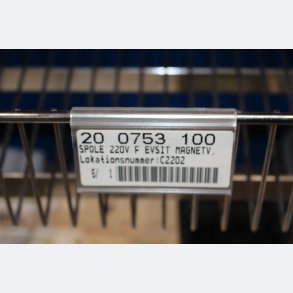 20 0753 100
SPOLE 220V F EVSIT MAGNETV.
Lokationsnummer:C2202
6/ 1